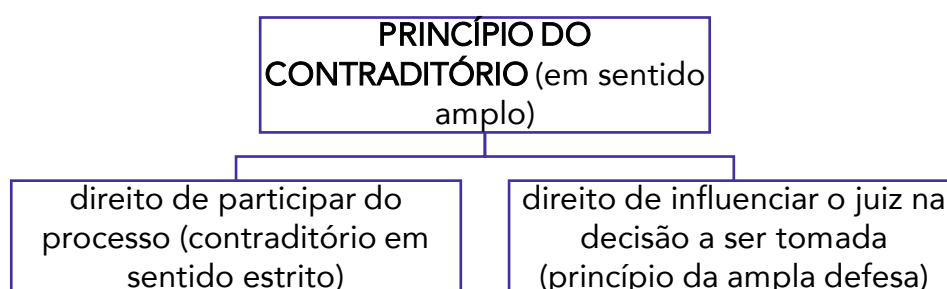 PRINCÍPIO DO
CONTRADITÓRIO (em sentido
amplo)
direito de participar do
processo (contraditório em
sentido estrito)
direito de influenciar o juiz na
decisão a ser tomada
(princípio da ampla defesa)